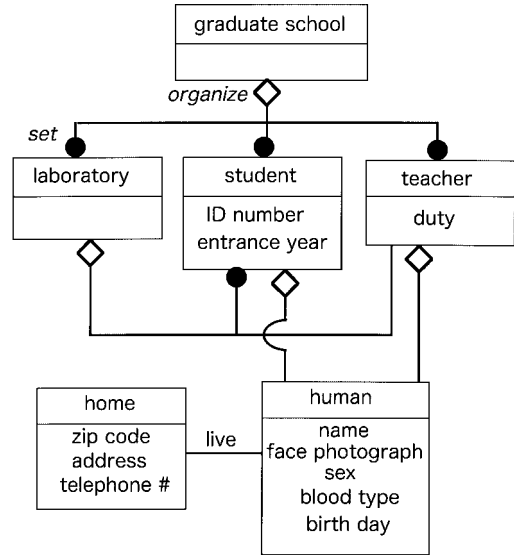 graduate school
organize
set
laboratory
student
ID number
entrance year
teacher
duty
home
zip code
address
telephone #
live
human
name
face photograph
sex
blood type
birth day